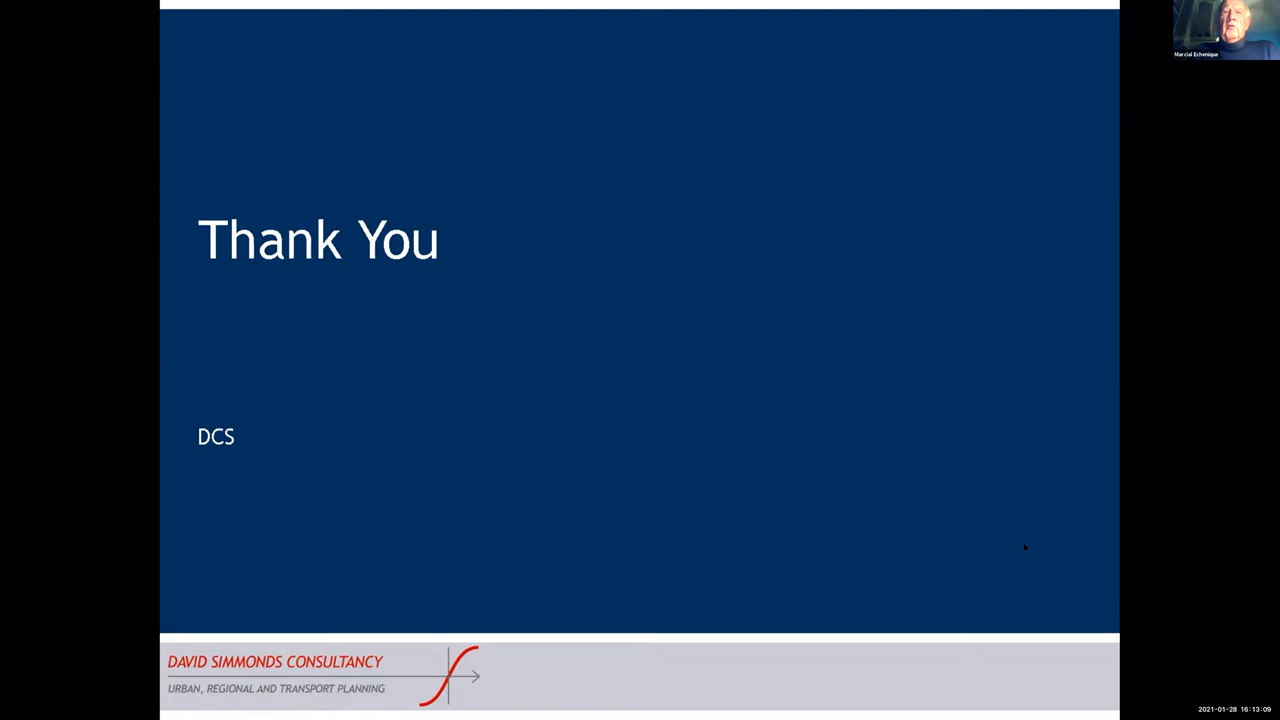 Marcial Echenique
Thank You
DCS
DAVID SIMMONDS CONSULTANCY
URBAN, REGIONAL AND TRANSPORT PLANNING
2021-01-28 16:13:09